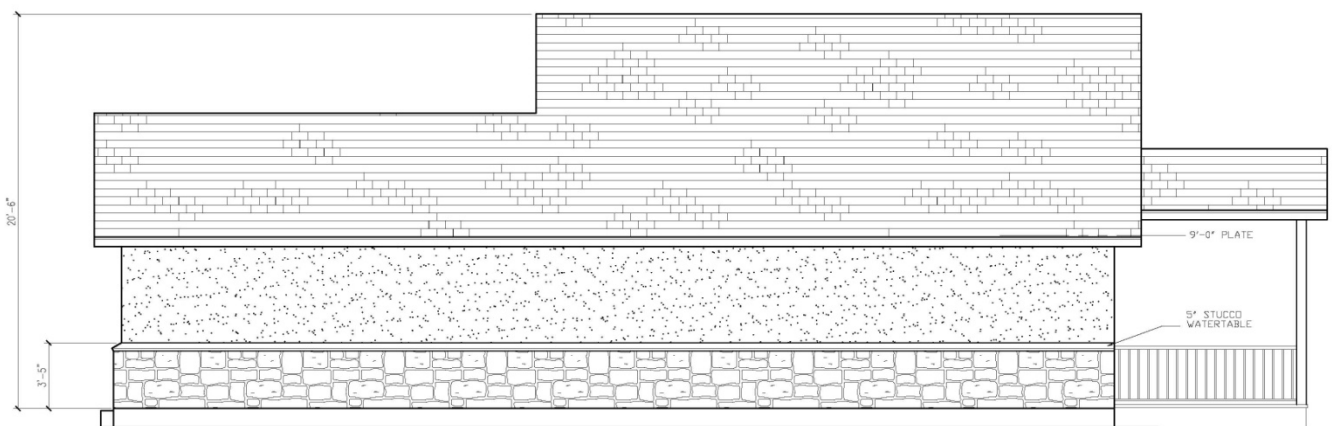 20'-6"
9'-0" PLATE
5" STUCCO
WATERTABLE
3'-5"